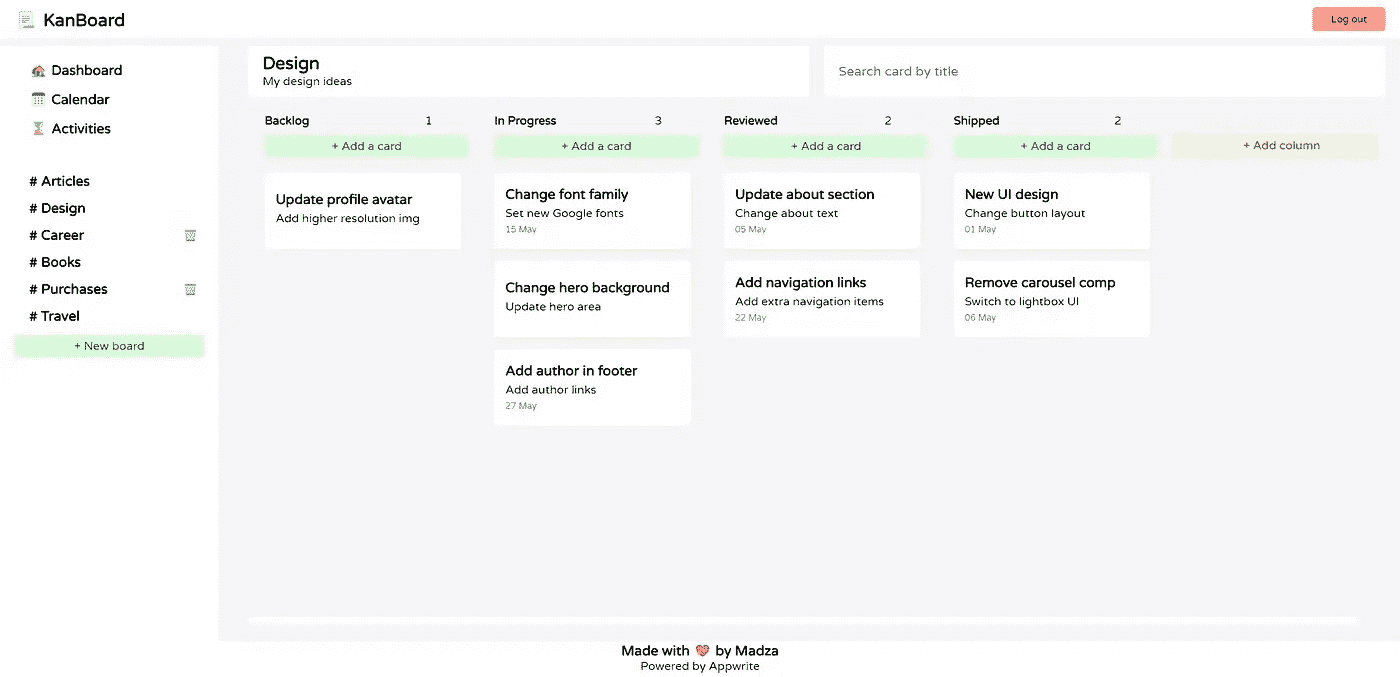 KanBoard
Log out
Dashboard
Calendar
Activities
# Articles
# Design
# Career
# Books
# Purchases
# Travel
+ New board
Design
My design ideas
Search card by title
Backlog 1
+ Add a card
Update profile avatar
Add higher resolution img
In Progress 3
+ Add a card
Change font family
Set new Google fonts
15 May
Change hero background
Update hero area
Add author in footer
Add author links
27 May
Reviewed 2
+ Add a card
Update about section
Change about text
05 May
Add navigation links
Add extra navigation items
22 May
Shipped 2
+ Add a card
New UI design
Change button layout
01 May
Remove carousel comp
Switch to lightbox UI
06 May
+ Add column
Made with by Madza
Powered by Appwrite